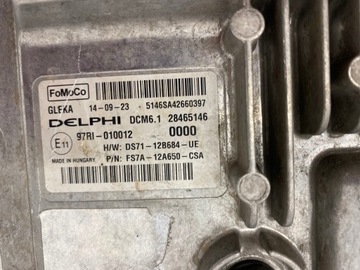 FoMoCo
GLFKA 14-09-23 5146SA42660397
DELPHI DCM6.1 28465146
E11 97RI-010012 0000
H/W: DS71-12B684-UE
MADE IN HUNGARY P/N: FS7A-12A650-CSA